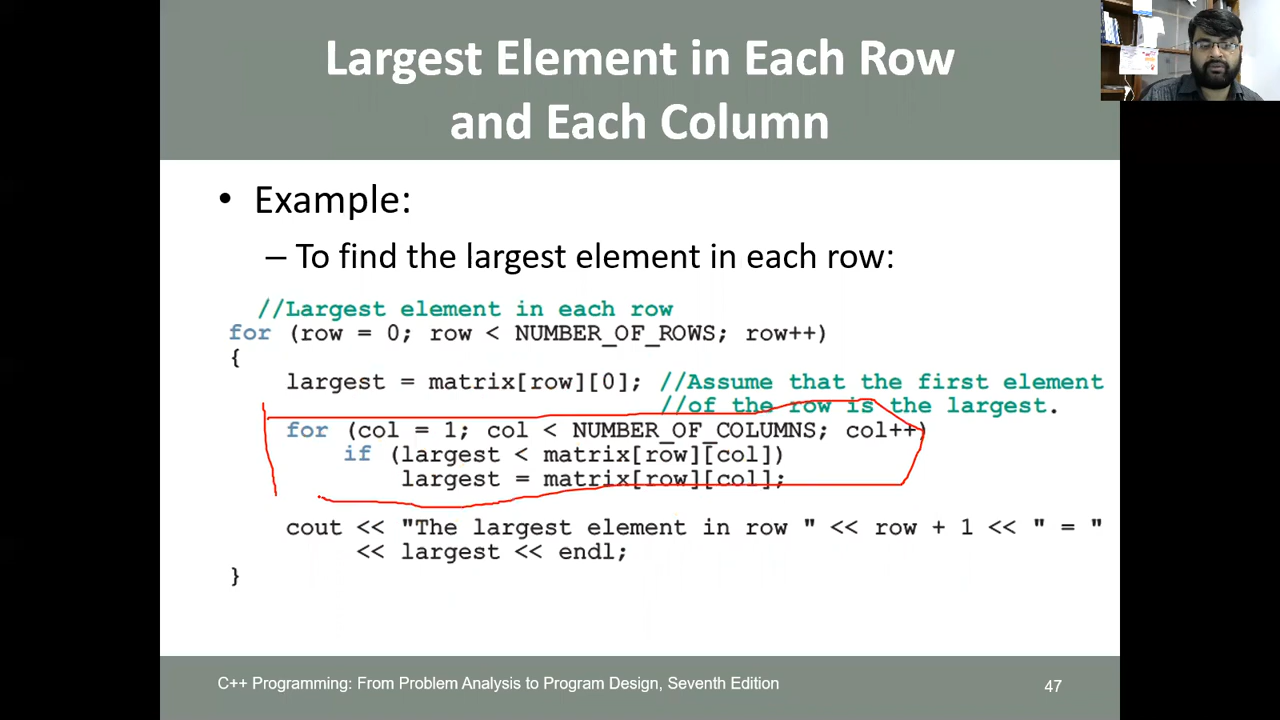 Largest Element in Each Row
and Each Column
• Example:
– To find the largest element in each row:
//Largest element in each row
for (row = 0; row < NUMBER_OF_ROWS; row++)
{
largest = matrix[row][0]; //Assume that the first element
//of the row is the largest.
for (col = 1; col < NUMBER_OF_COLUMNS; col++)
if (largest < matrix[row][col])
largest = matrix[row][col];
cout << "The largest element in row " << row + 1 << " = "
<< largest << endl;
}
C++ Programming: From Problem Analysis to Program Design, Seventh Edition
47